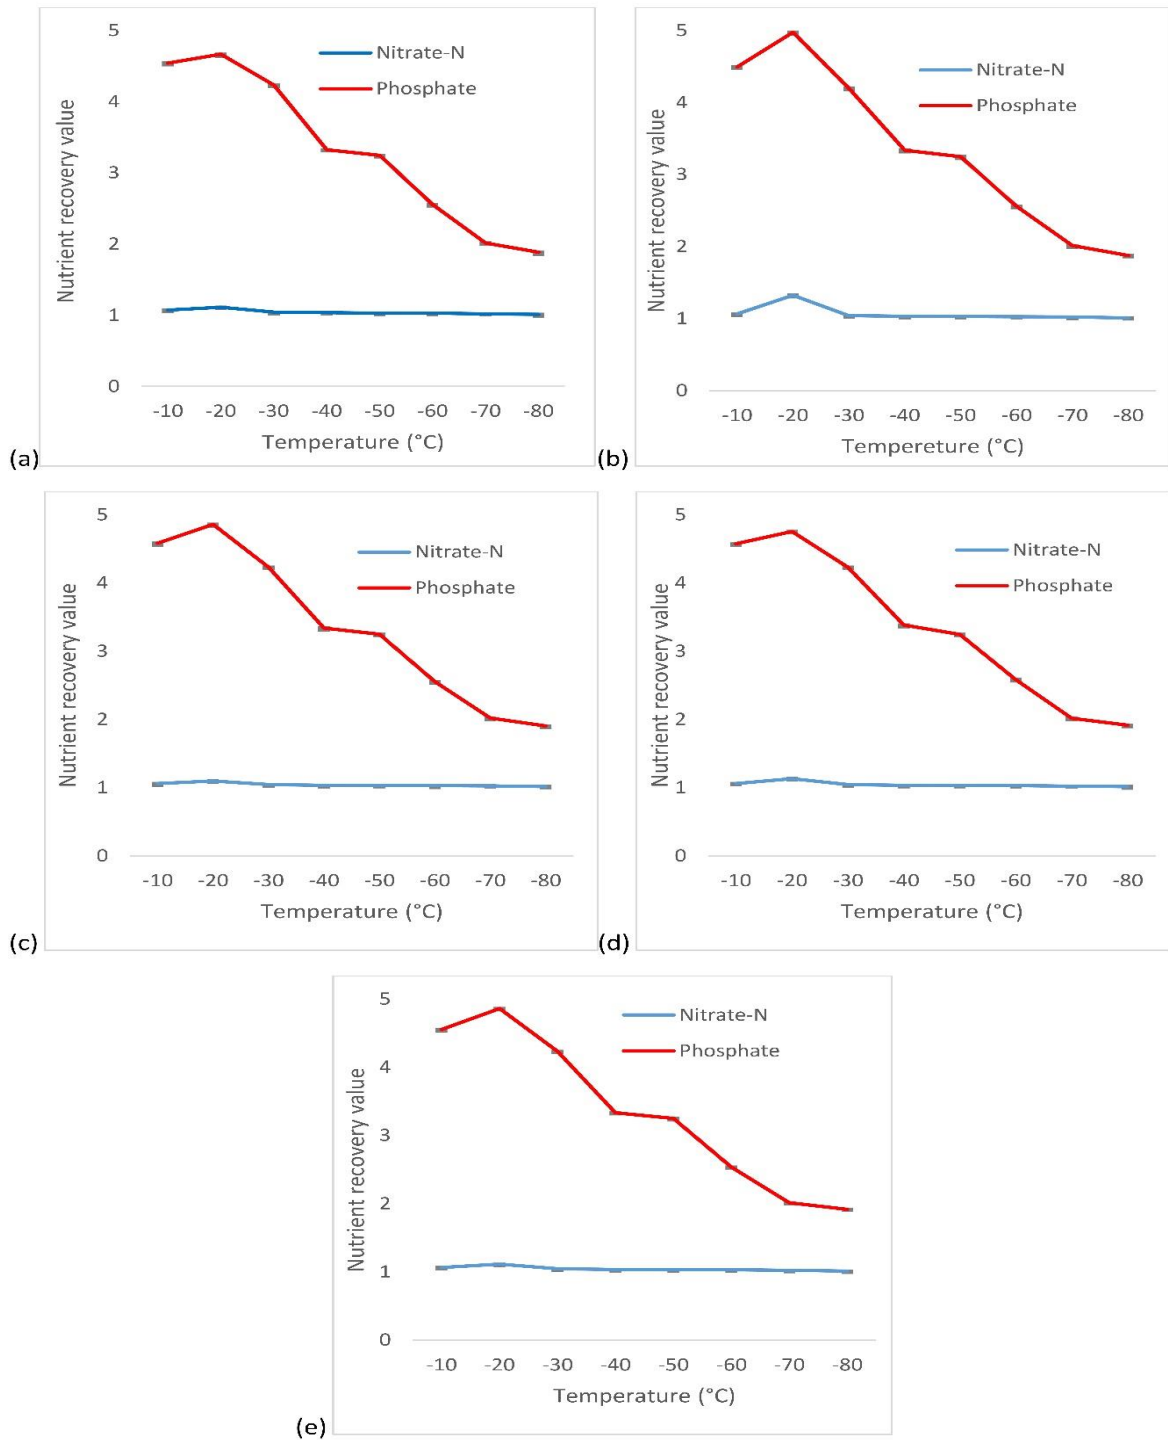 5
4
3
2
1
0
Nutrient recovery value
Nitrate-N
Phosphate
-10 -20 -30 -40 -50 -60 -70 -80
Temperature (°C)
(a)
5
4
3
2
1
0
Nutrient recovery value
Nitrate-N
Phosphate
-10 -20 -30 -40 -50 -60 -70 -80
Tempereture (°C)
(b)
5
4
3
2
1
0
Nutrient recovery value
Nitrate-N
Phosphate
-10 -20 -30 -40 -50 -60 -70 -80
Temperature (°C)
(c)
5
4
3
2
1
0
Nutrient recovery value
Nitrate-N
Phosphate
-10 -20 -30 -40 -50 -60 -70 -80
Temperature (°C)
(d)
5
4
3
2
1
0
Nutrient recovery value
Nitrate-N
Phosphate
-10 -20 -30 -40 -50 -60 -70 -80
Temperature (°C)
(e)